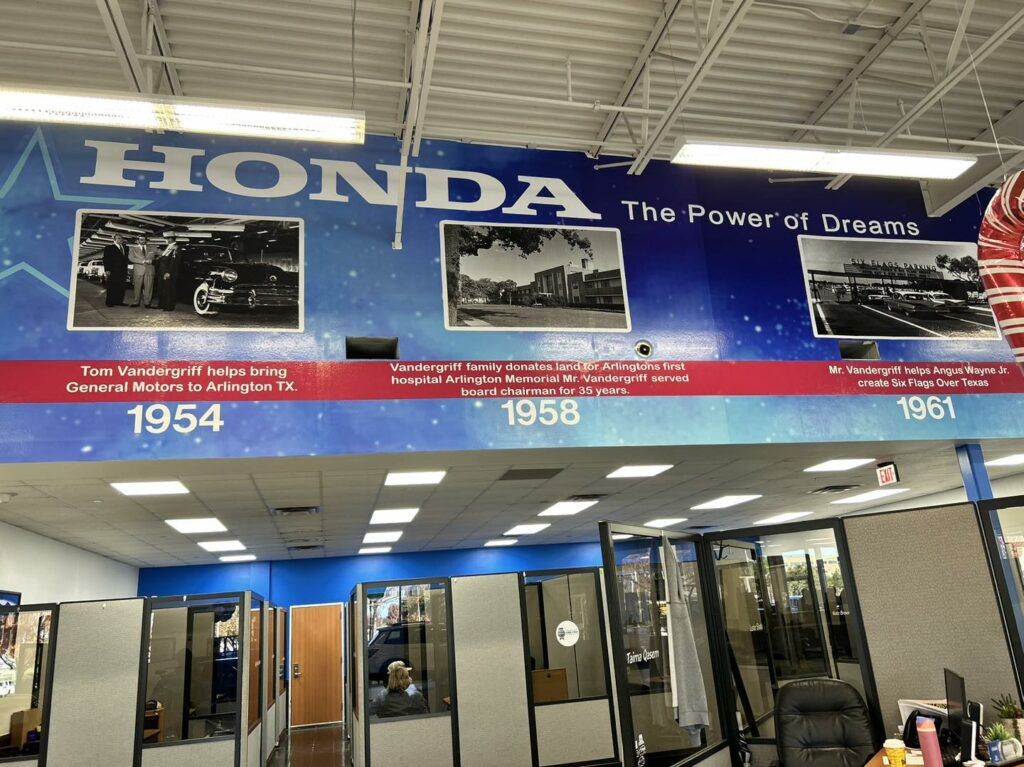 HONDA
The Power of Dreams
SIX FLAGS PARKING
Tom Vandergriff helps bring
General Motors to Arlington TX.
1954
Vandergriff family donates land for Arlingtons first
hospital Arlington Memorial Mr. Vandergriff served
board chairman for 35 years.
1958
Mr. Vandergriff helps Angus Wayne Jr.
create Six Flags Over Texas
1961
EXIT
Taima Qasem